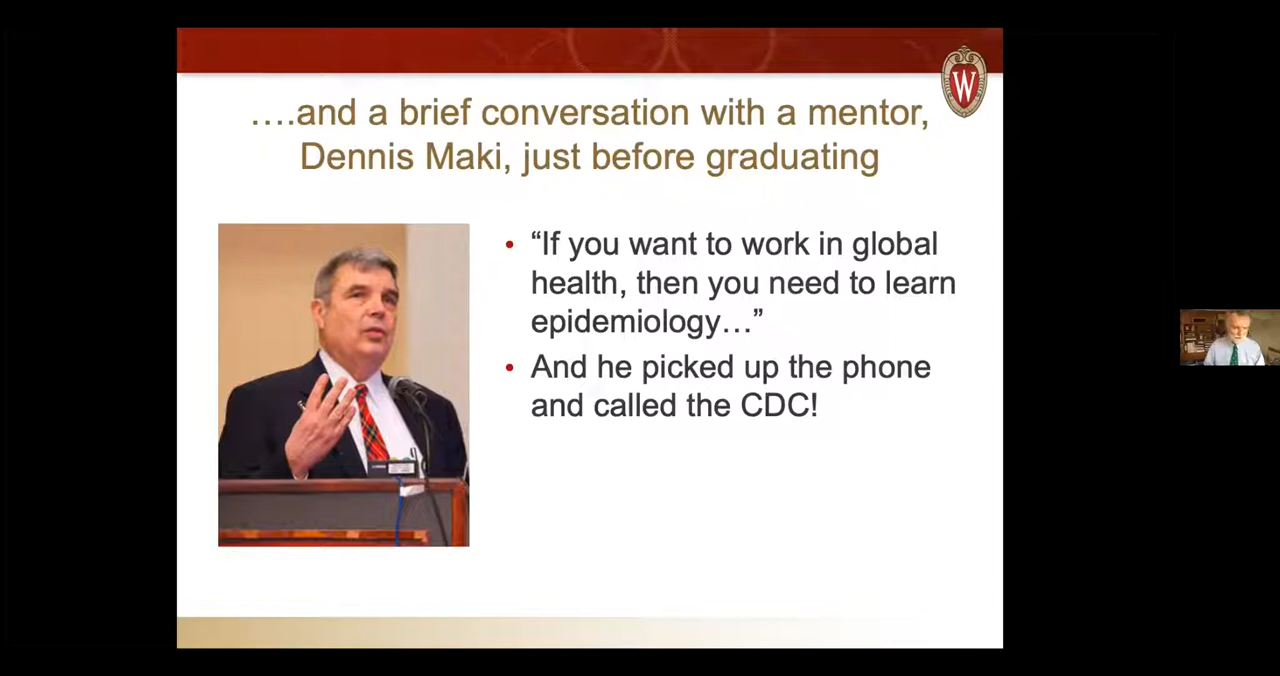 W
….and a brief conversation with a mentor,
Dennis Maki, just before graduating
• “If you want to work in global
health, then you need to learn
epidemiology…”
• And he picked up the phone
and called the CDC!